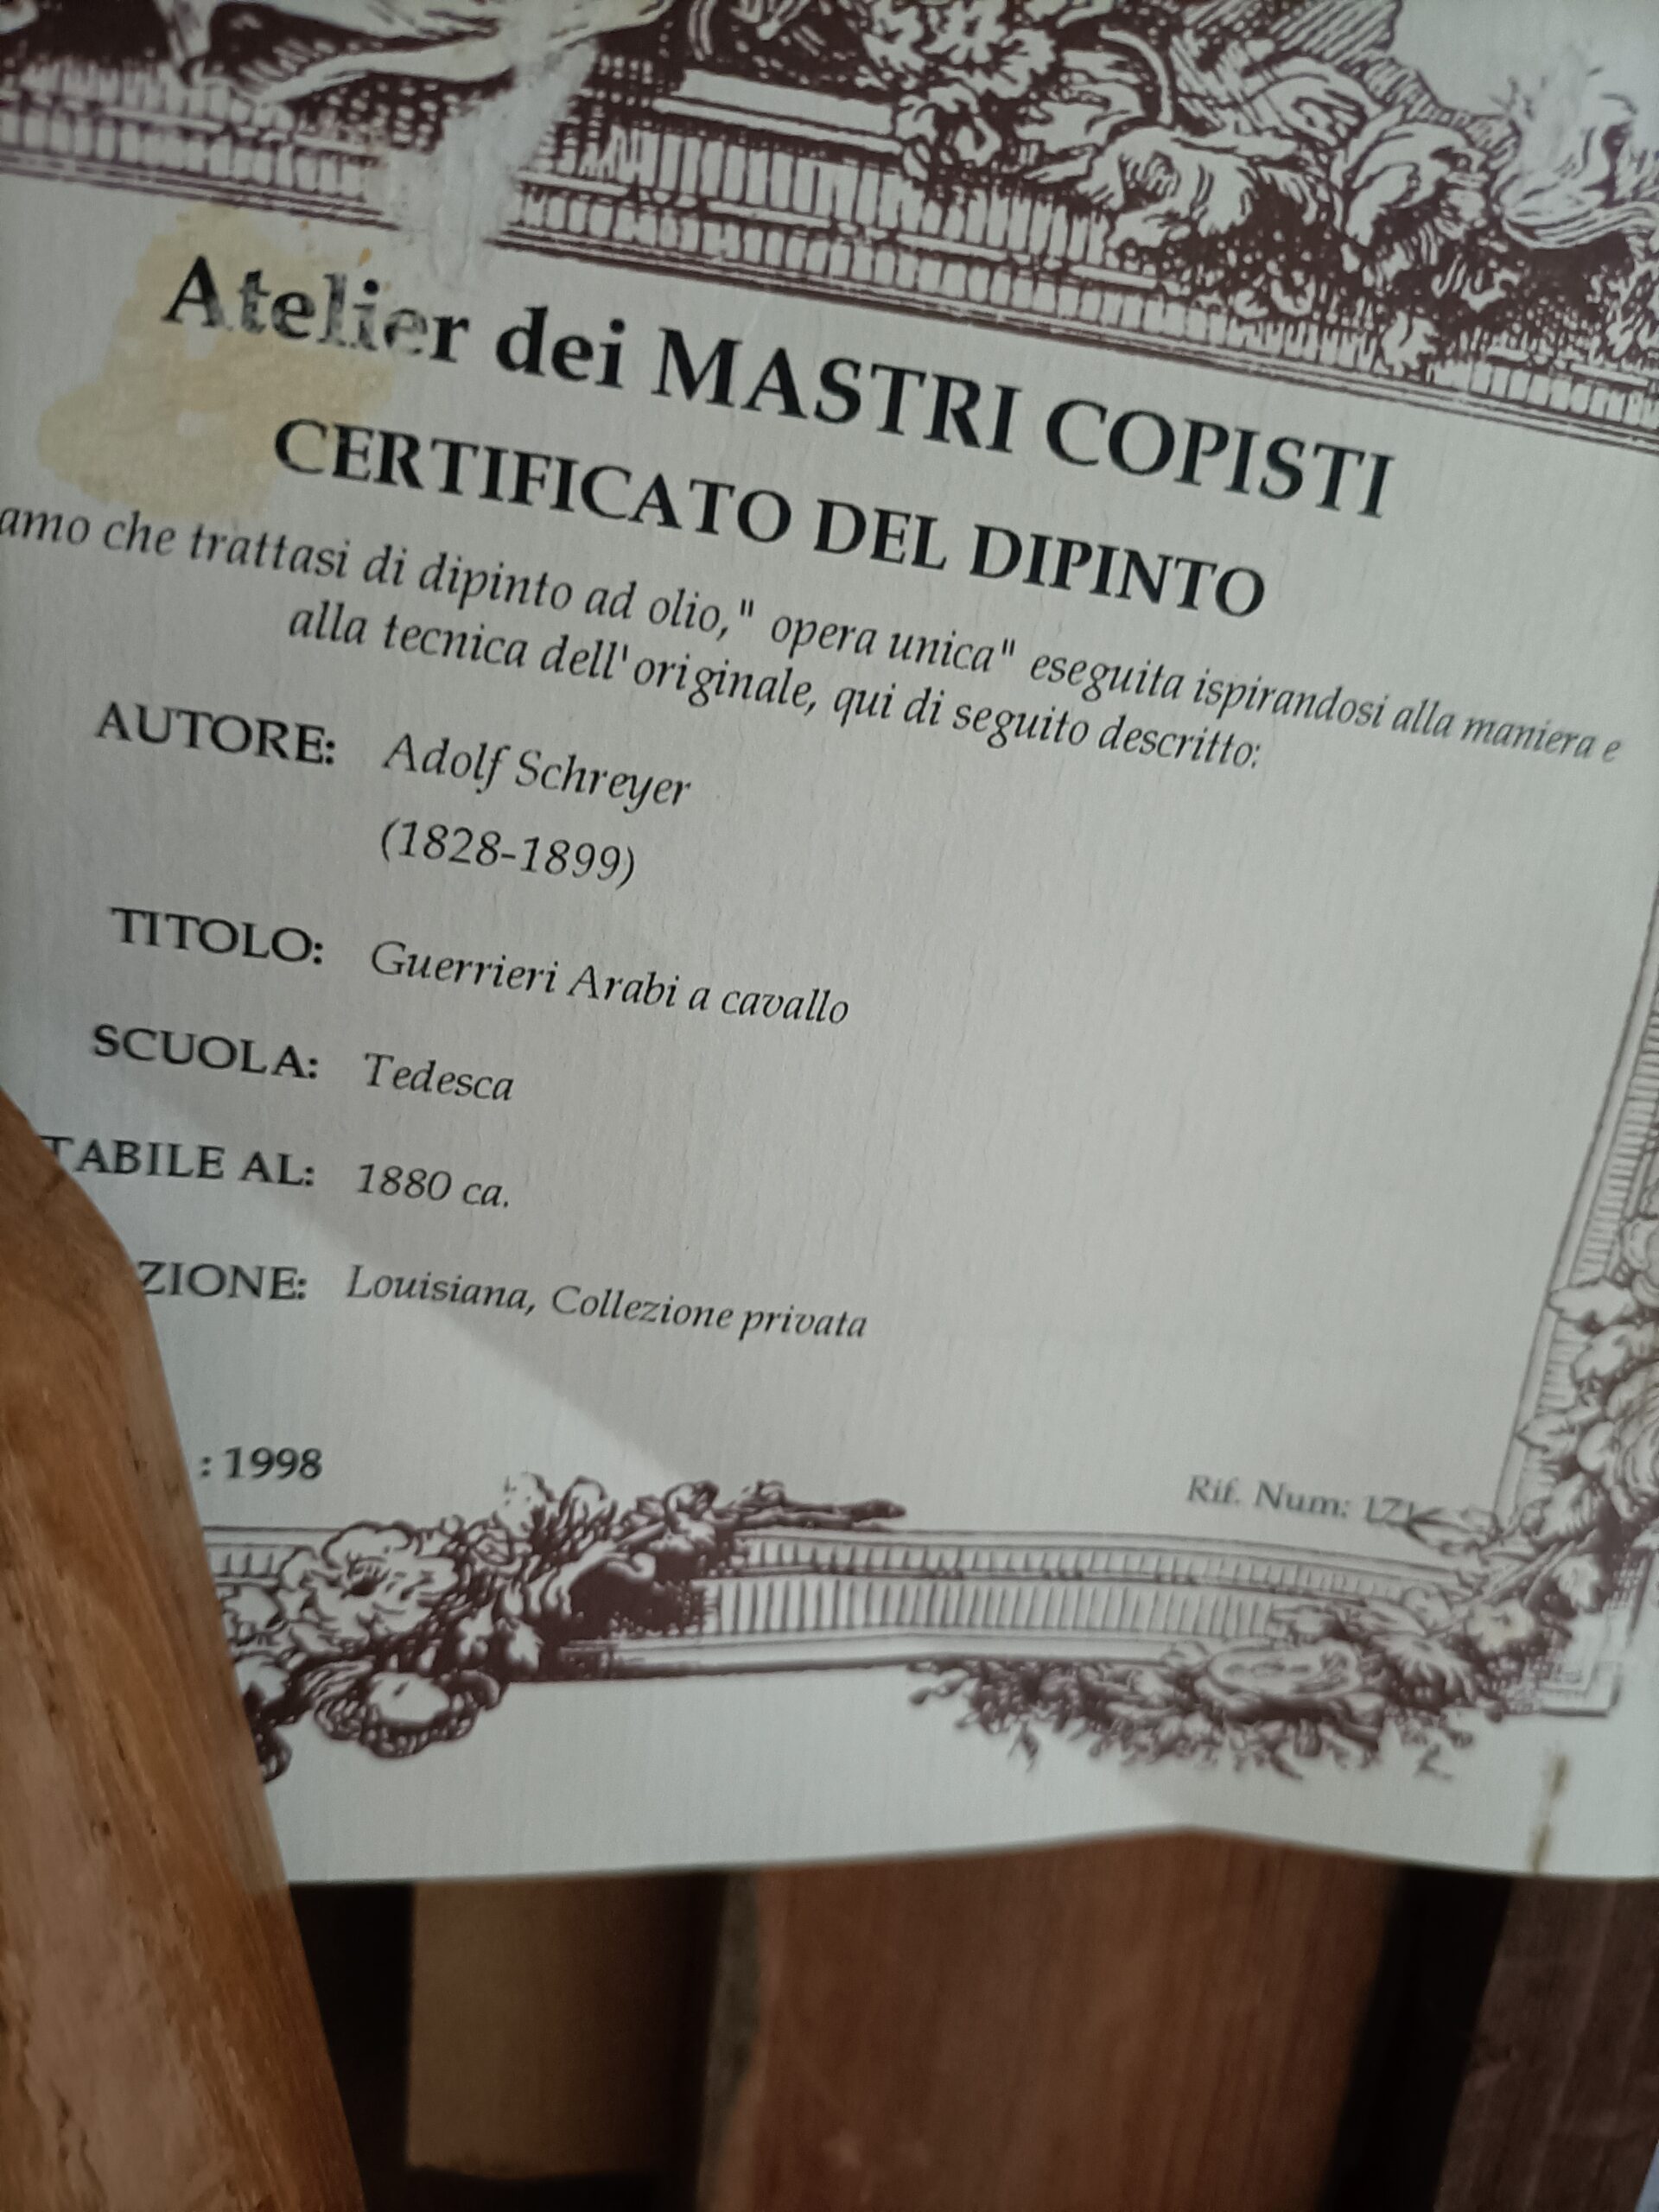 Atelier dei MASTRI COPISTI
CERTIFICATO DEL DIPINTO
amo che trattasi di dipinto ad olio," opera unica" eseguita ispirandosi alla maniera e
alla tecnica dell'originale, qui di seguito descritto:
AUTORE: Adolf Schreyer
(1828-1899)
TITOLO: Guerrieri Arabi a cavallo
SCUOLA: Tedesca
TABILE AL: 1880 ca.
ZIONE: Louisiana, Collezione privata
: 1998
Rif. Num: